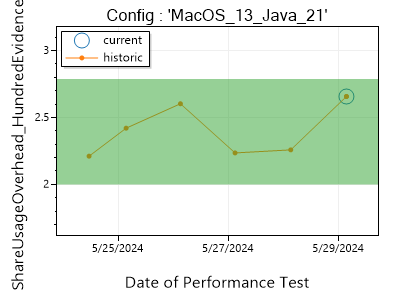 Config : 'MacOS_13_Java_21'
ShareUsageOverhead_HundredEvidence
current
historic
3
2.5
2
5/25/2024
5/27/2024
5/29/2024
Date of Performance Test